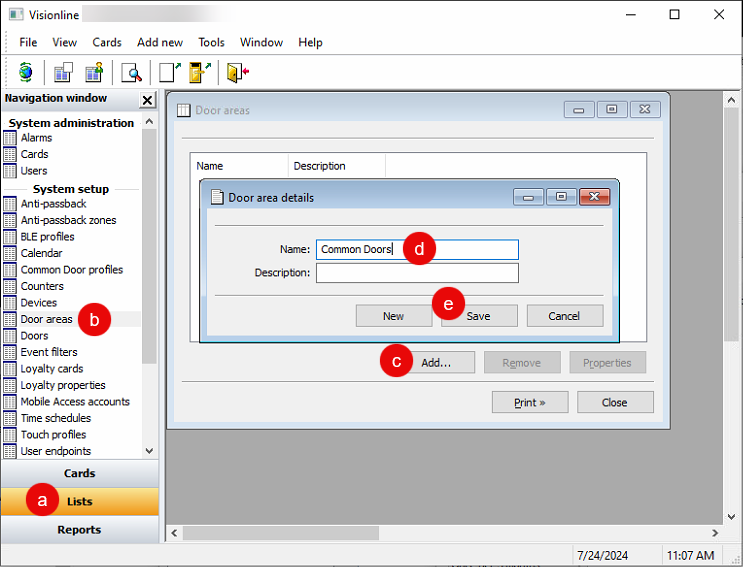 Visionline
File View Cards Add new Tools Window Help
Navigation window
System administration
Alarms
Cards
Users
System setup
Anti-passback
Anti-passback zones
BLE profiles
Calendar
Common Door profiles
Counters
Devices
Door areas
b
Doors
Event filters
Loyalty cards
Loyalty properties
Mobile Access accounts
Time schedules
Touch profiles
User endpoints
Cards
a
Lists
Reports
Door areas
Name Description
Door area details
Name: Common Doors d
Description:
e
New Save Cancel
c Add... Remove Properties
Print » Close
7/24/2024 11:07 AM